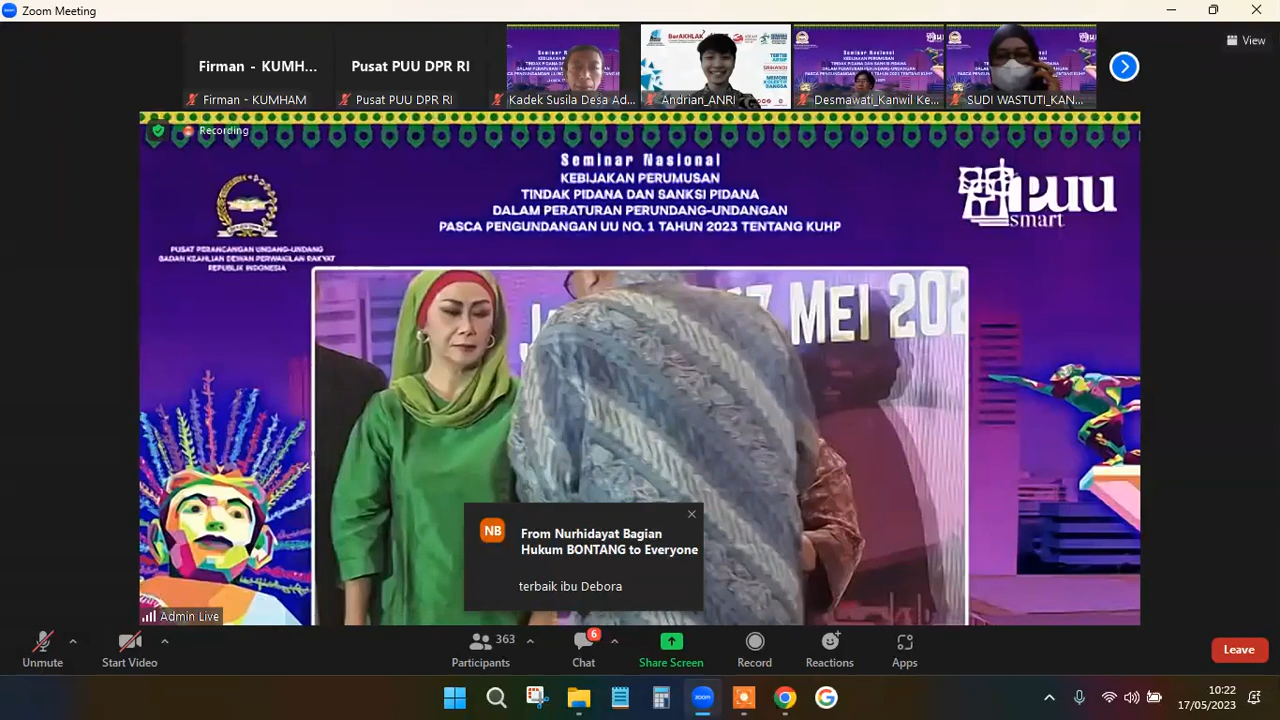 Zoom Meeting
View
Firman - KUMH...
Pusat PUU DPR RI
Firman - KUMHAM
Pusat PUU DPR RI
Kadek Susila Desa Ad...
Andrian_ANRI
Desmawati_Kanwil Ke...
SUDI WASTUTI_KAN...
BerAKHLAK
Recording
Seminar Nasional
KEBIJAKAN PERUMUSAN
TINDAK PIDANA DAN SANKSI PIDANA
DALAM PERATURAN PERUNDANG-UNDANGAN
PASCA PENGUNDANGAN UU NO. 1 TAHUN 2023 TENTANG KUHP
PUSAT PERANCANGAN UNDANG-UNDANG
BADAN KEAHLIAN DEWAN PERWAKILAN RAKYAT
REPUBLIK INDONESIA
PUU
smart
MEI 202
NB
From Nurhidayat Bagian
Hukum BONTANG to Everyone
terbaik ibu Debora
Admin Live
Unmute
Start Video
363
Participants
6
Chat
Share Screen
Record
Reactions
Apps
Leave
zoom
10:22
17/05/2023